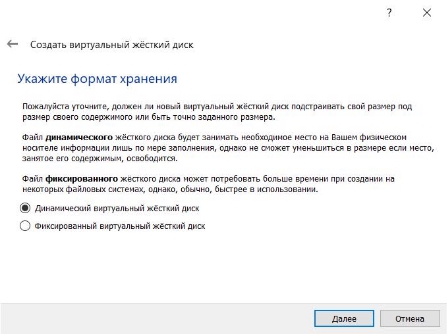 ?
Создать виртуальный жёсткий диск
Укажите формат хранения
Пожалуйста уточните, должен ли новый виртуальный жёсткий диск подстраивать свой размер под
размер своего содержимого или быть точно заданного размера.
Файл динамического жёсткого диска будет занимать необходимое место на Вашем физическом
носителе информации лишь по мере заполнения, однако не сможет уменьшиться в размере если место,
занятое его содержимым, освободится.
Файл фиксированного жёсткого диска может потребовать больше времени при создании на
некоторых файловых системах, однако, обычно, быстрее в использовании.
Динамический виртуальный жёсткий диск
Фиксированный виртуальный жёсткий диск
Далее
Отмена